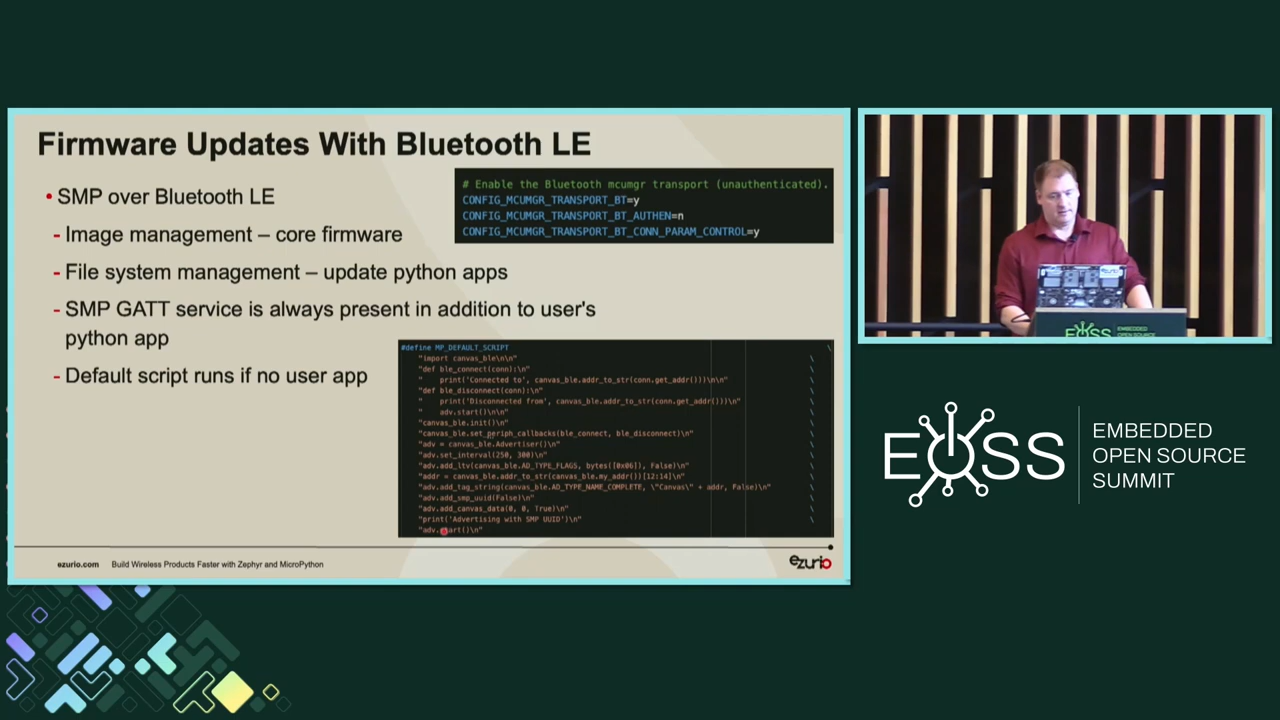 Firmware Updates With Bluetooth LE
• SMP over Bluetooth LE
- Image management – core firmware
- File system management – update python apps
- SMP GATT service is always present in addition to user's
python app
- Default script runs if no user app
# Enable the Bluetooth mcumgr transport (unauthenticated).
CONFIG_MCUMGR_TRANSPORT_BT=y
CONFIG_MCUMGR_TRANSPORT_BT_AUTHEN=n
CONFIG_MCUMGR_TRANSPORT_BT_CONN_PARAM_CONTROL=y
#define MP_DEFAULT_SCRIPT \
"import canvas_ble\n\n" \
"def ble_connect(conn):\n" \
"    print('Connected to', canvas_ble.addr_to_str(conn.get_addr()))\n\n" \
"def ble_disconnect(conn):\n" \
"    print('Disconnected from', canvas_ble.addr_to_str(conn.get_addr()))\n" \
"    adv.start()\n\n" \
"canvas_ble.init()\n" \
"canvas_ble.set_periph_callbacks(ble_connect, ble_disconnect)\n" \
"adv = canvas_ble.Advertiser()\n" \
"adv.set_interval(250, 300)\n" \
"adv.add_ltv(canvas_ble.AD_TYPE_FLAGS, bytes([0x06]), False)\n" \
"addr = canvas_ble.addr_to_str(canvas_ble.my_addr())[12:14]\n" \
"adv.add_tag_string(canvas_ble.AD_TYPE_NAME_COMPLETE, \"Canvas\" + addr, False)\n" \
"adv.add_smp_uuid(False)\n" \
"adv.add_canvas_data(0, 0, True)\n" \
"print('Advertising with SMP UUID')\n" \
"adv.start()\n"
ezurio.com Build Wireless Products Faster with Zephyr and MicroPython
ezurio
EOSS
EMBEDDED
OPEN SOURCE
SUMMIT
EOSS
EMBEDDED
OPEN SOURCE
SUMMIT